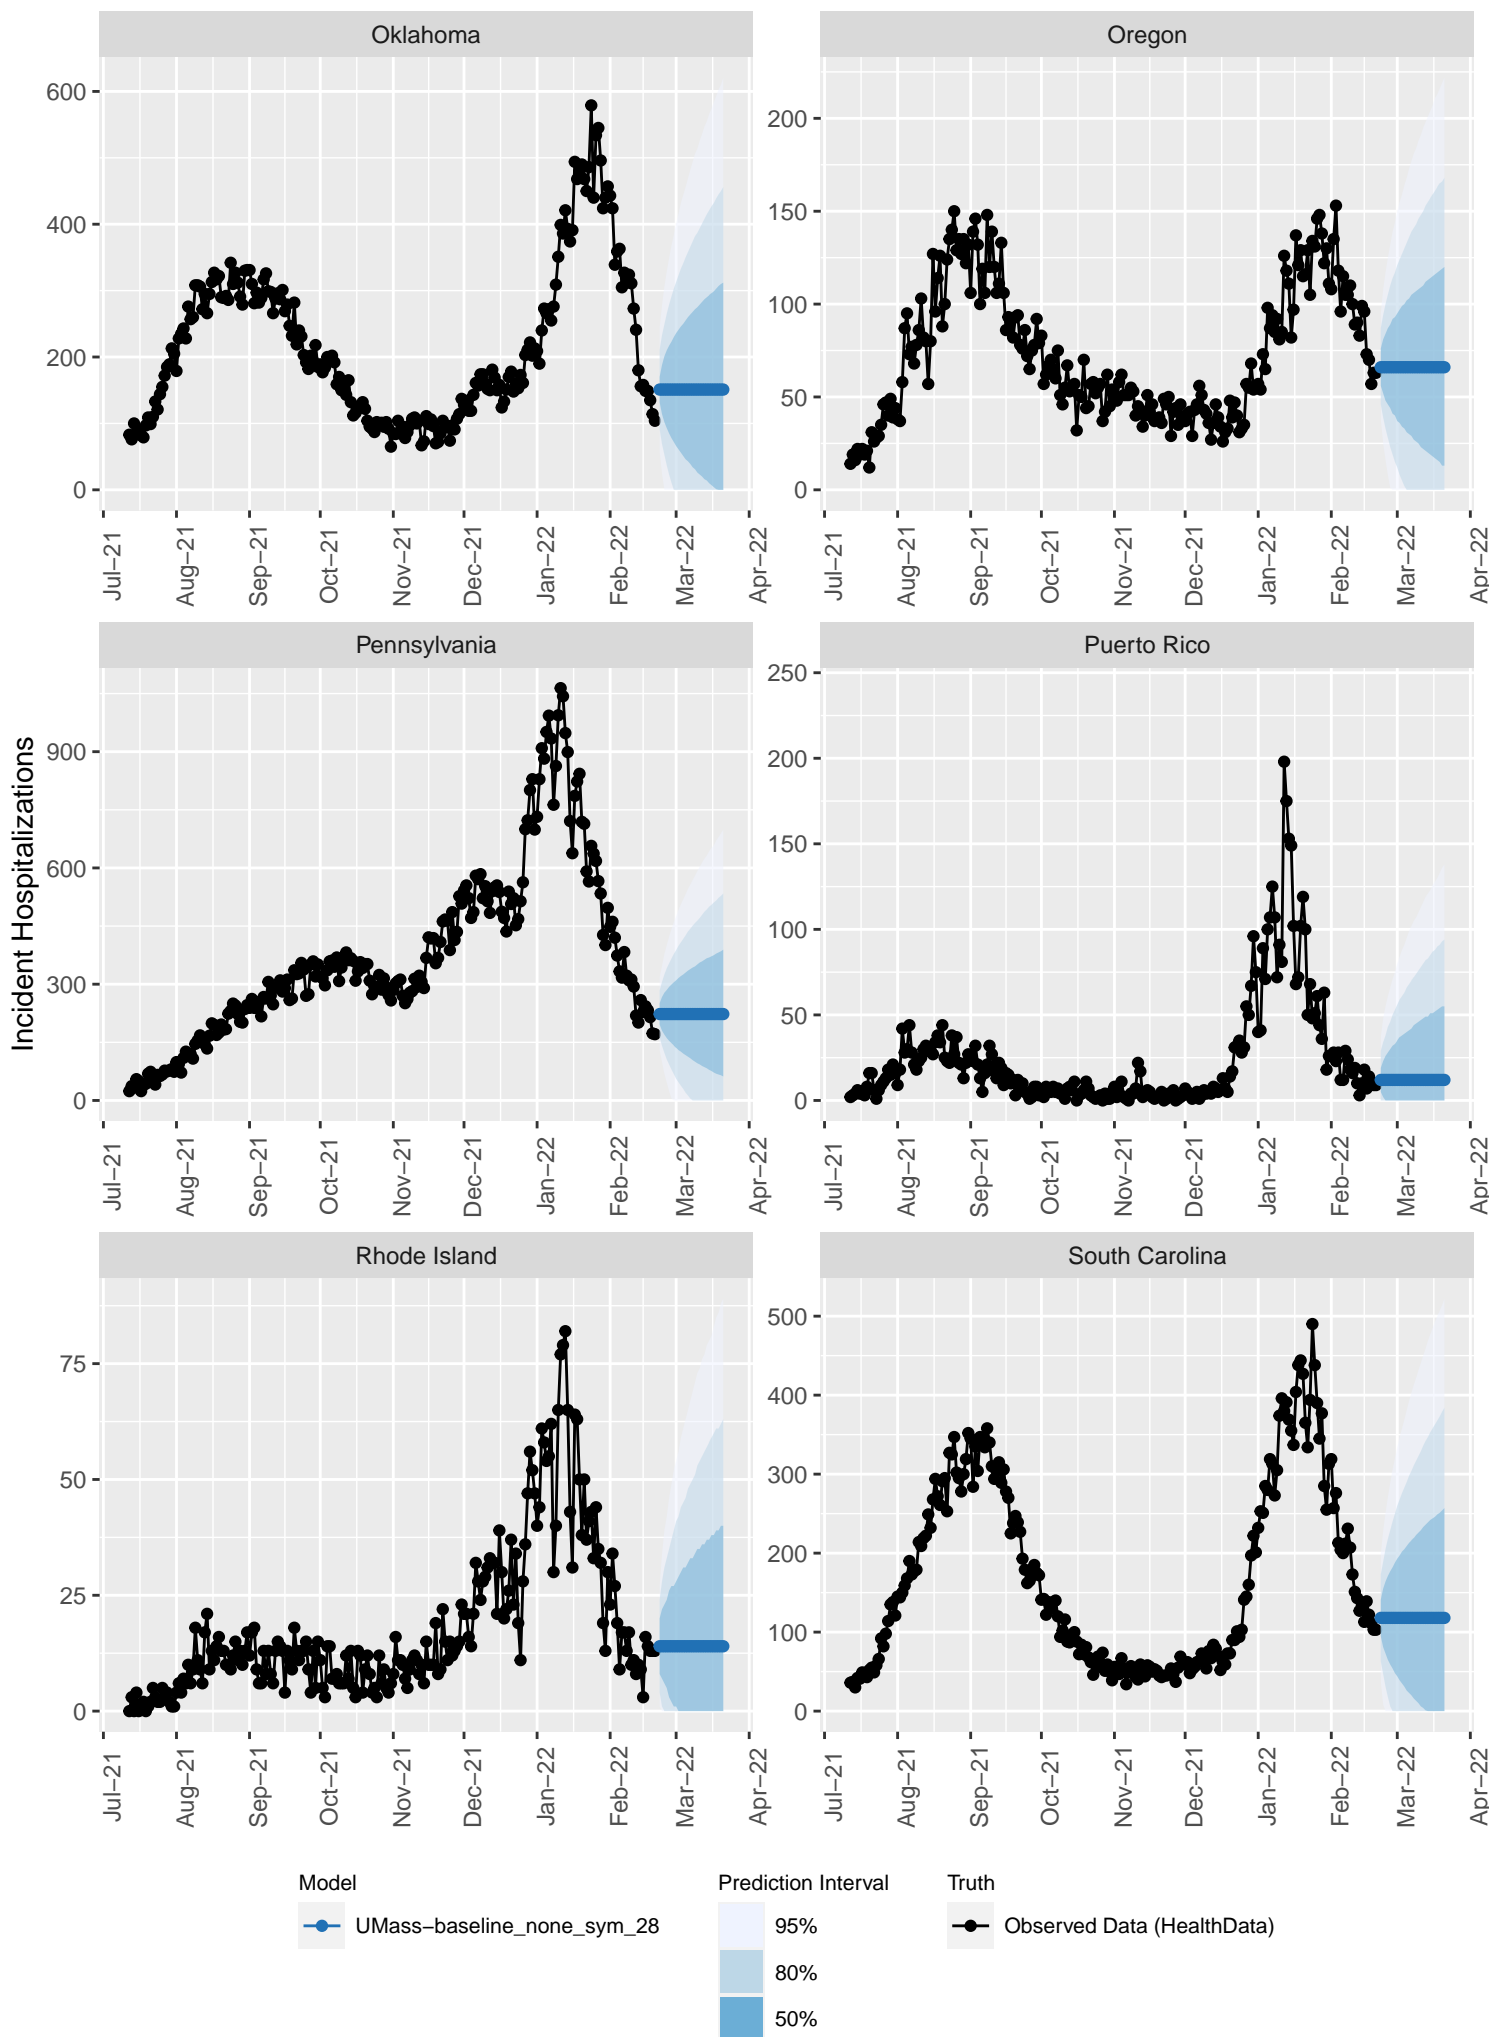 Oklahoma
Oregon
600
400
200
0
200
150
100
50
0
Jul−21
Aug−21
Sep−21
Oct−21
Nov−21
Dec−21
Jan−22
Feb−22
Mar−22
Apr−22
Jul−21
Aug−21
Sep−21
Oct−21
Nov−21
Dec−21
Jan−22
Feb−22
Mar−22
Apr−22
Incident Hospitalizations
Pennsylvania
Puerto Rico
900
600
300
0
250
200
150
100
50
0
Jul−21
Aug−21
Sep−21
Oct−21
Nov−21
Dec−21
Jan−22
Feb−22
Mar−22
Apr−22
Jul−21
Aug−21
Sep−21
Oct−21
Nov−21
Dec−21
Jan−22
Feb−22
Mar−22
Apr−22
Rhode Island
South Carolina
75
50
25
0
500
400
300
200
100
0
Jul−21
Aug−21
Sep−21
Oct−21
Nov−21
Dec−21
Jan−22
Feb−22
Mar−22
Apr−22
Jul−21
Aug−21
Sep−21
Oct−21
Nov−21
Dec−21
Jan−22
Feb−22
Mar−22
Apr−22
Model
UMass−baseline_none_sym_28
Prediction Interval
95%
80%
50%
Truth
Observed Data (HealthData)